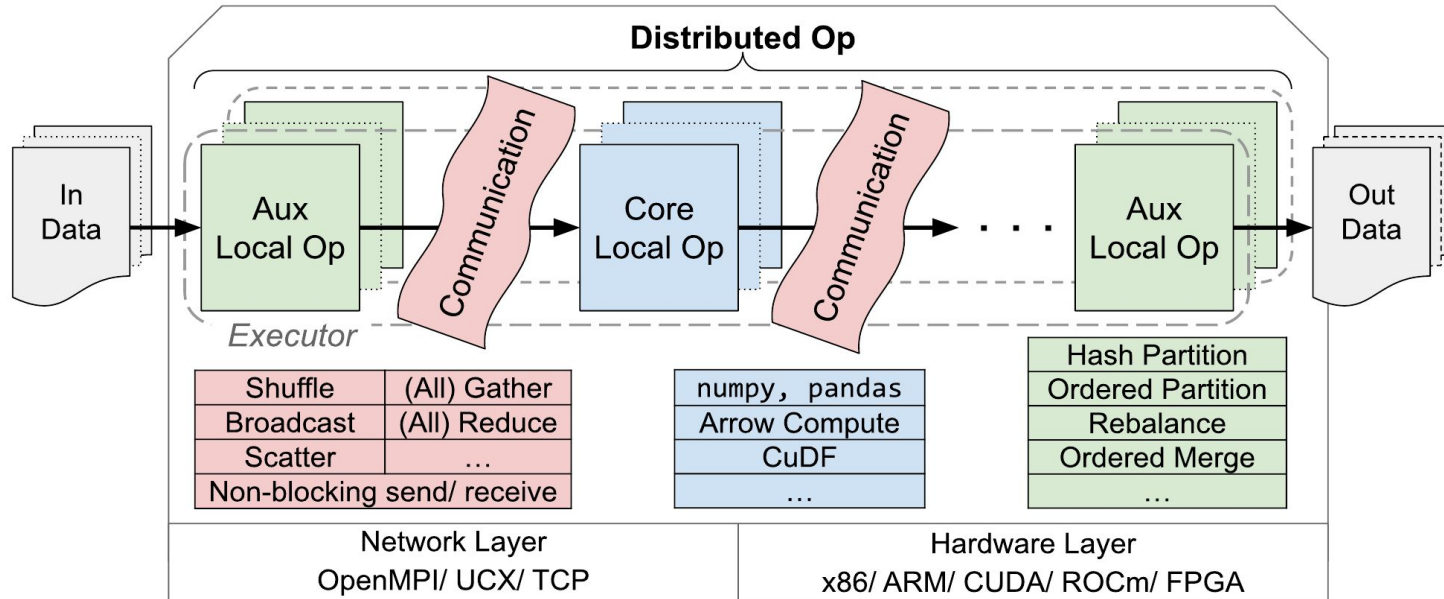 Distributed Op
In
Data
Aux
Local Op
Communication
Core
Local Op
Communication
. . .
Aux
Local Op
Out
Data
Executor
Shuffle
(All) Gather
Broadcast
(All) Reduce
Scatter
…
Non-blocking send/ receive
numpy, pandas
Arrow Compute
CuDF
…
Hash Partition
Ordered Partition
Rebalance
Ordered Merge
…
Network Layer
OpenMPI/ UCX/ TCP
Hardware Layer
x86/ ARM/ CUDA/ ROCm/ FPGA